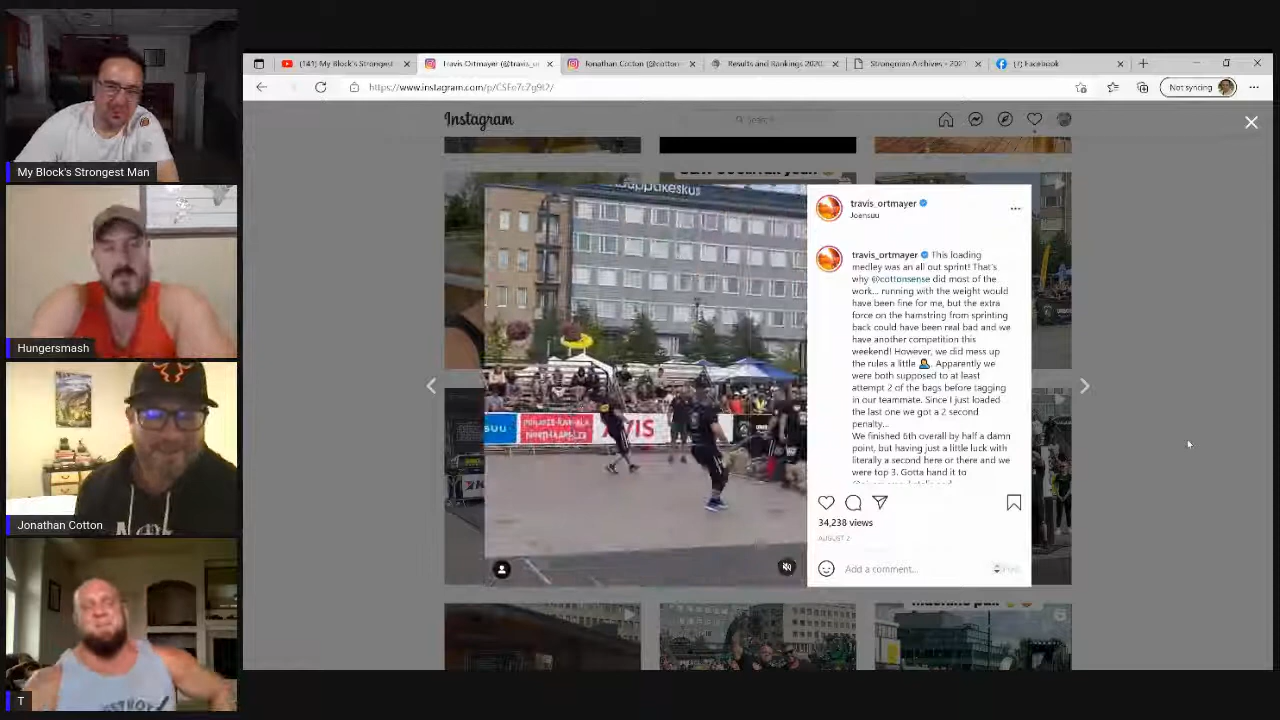 (141) My Block's Strongest
Travis Ortmayer (@travis_or
Jonathan Cotton (@cotton
Results and Rankings 2020
Strongman Archives - 2021
(7) Facebook
Not syncing
Instagram
My Block's Strongest Man
Hungersmash
Jonathan Cotton
T
travis_ortmayer
Joensuu
travis_ortmayer This loading
medley was an all out sprint! That's
why @cottonsense did most of the
work... running with the weight would
have been fine for me, but the extra
force on the hamstring from sprinting
back could have been real bad and we
have another competition this
weekend! However, we did mess up
the rules a little 🤦‍♂️. Apparently we
were both supposed to at least
attempt 2 of the bags before tagging
in our teammate. Since I just loaded
the last one we got a 2 second
penalty...
We finished 6th overall by half a damn
point, but having just a little luck with
literally a second here or there and we
were top 3. Gotta hand it to
34,238 views
AUGUST 2
Add a comment...
Post